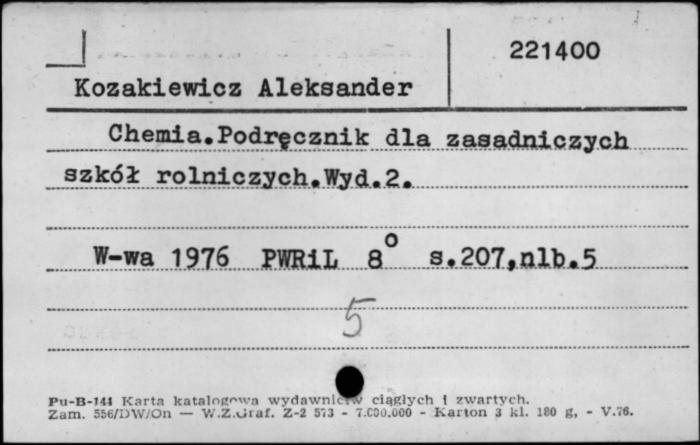 221400
Kozakiewicz Aleksander
Chemia.Podręcznik dla zasadniczych
szkół rolniczych.Wyd.2.
W-wa 1976 PWRiL 8° s.207,nlb.5
5
Pu-B-141 Karta katalogowa wydawnictw ciągłych i zwartych.
Zam. 556/DW/On — W.Z.Graf. Z-2 573 - 7.000.000 - Karton 3 kl. 180 g, - V.76.